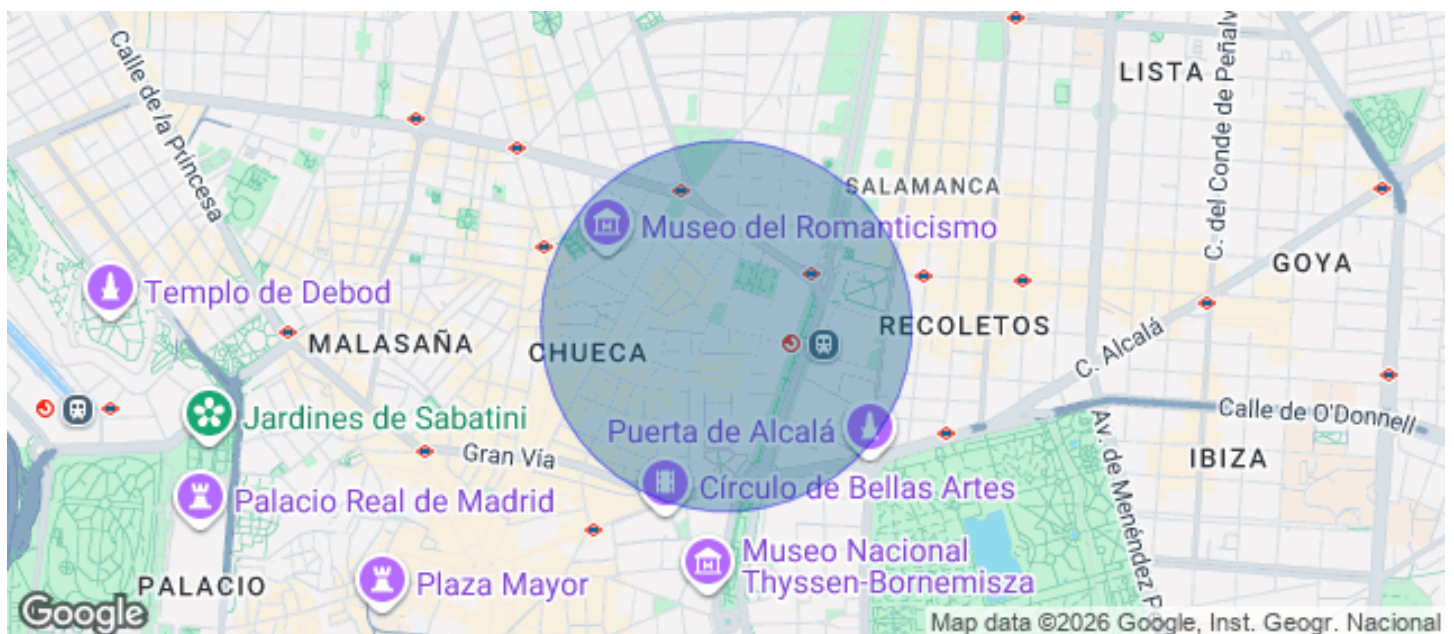 Calle de la Princesa
LISTA
C. del Conde de Peñalv
SALAMANCA
Museo del Romanticismo
GOYA
Templo de Debod
RECOLETOS
MALASAÑA
CHUECA
C. Alcalá
Jardines de Sabatini
Puerta de Alcalá
Calle de O'Donnell
Av. de Menéndez P
Gran Vía
IBIZA
Palacio Real de Madrid
Círculo de Bellas Artes
Museo Nacional
Thyssen-Bornemisza
PALACIO
Plaza Mayor
Google
Map data ©2026 Google, Inst. Geogr. Nacional